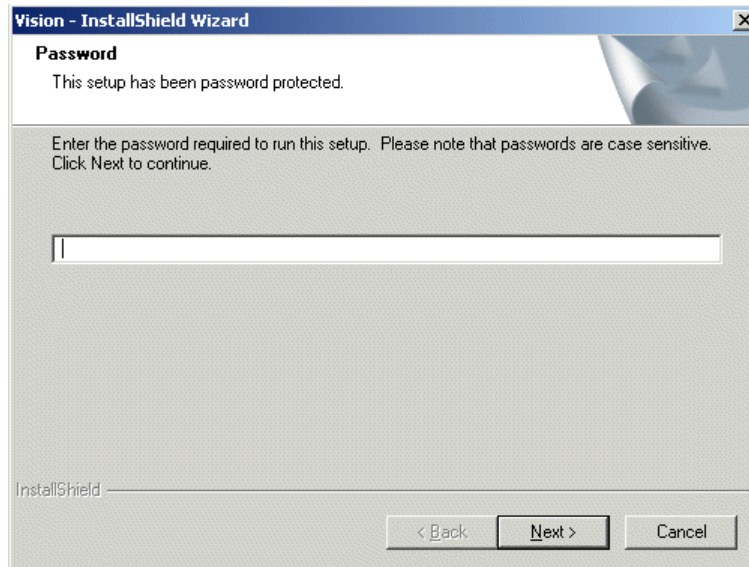 Vision - InstallShield Wizard
Password
This setup has been password protected.
Enter the password required to run this setup.  Please note that passwords are case sensitive.
Click Next to continue.
InstallShield
< Back
Next >
Cancel